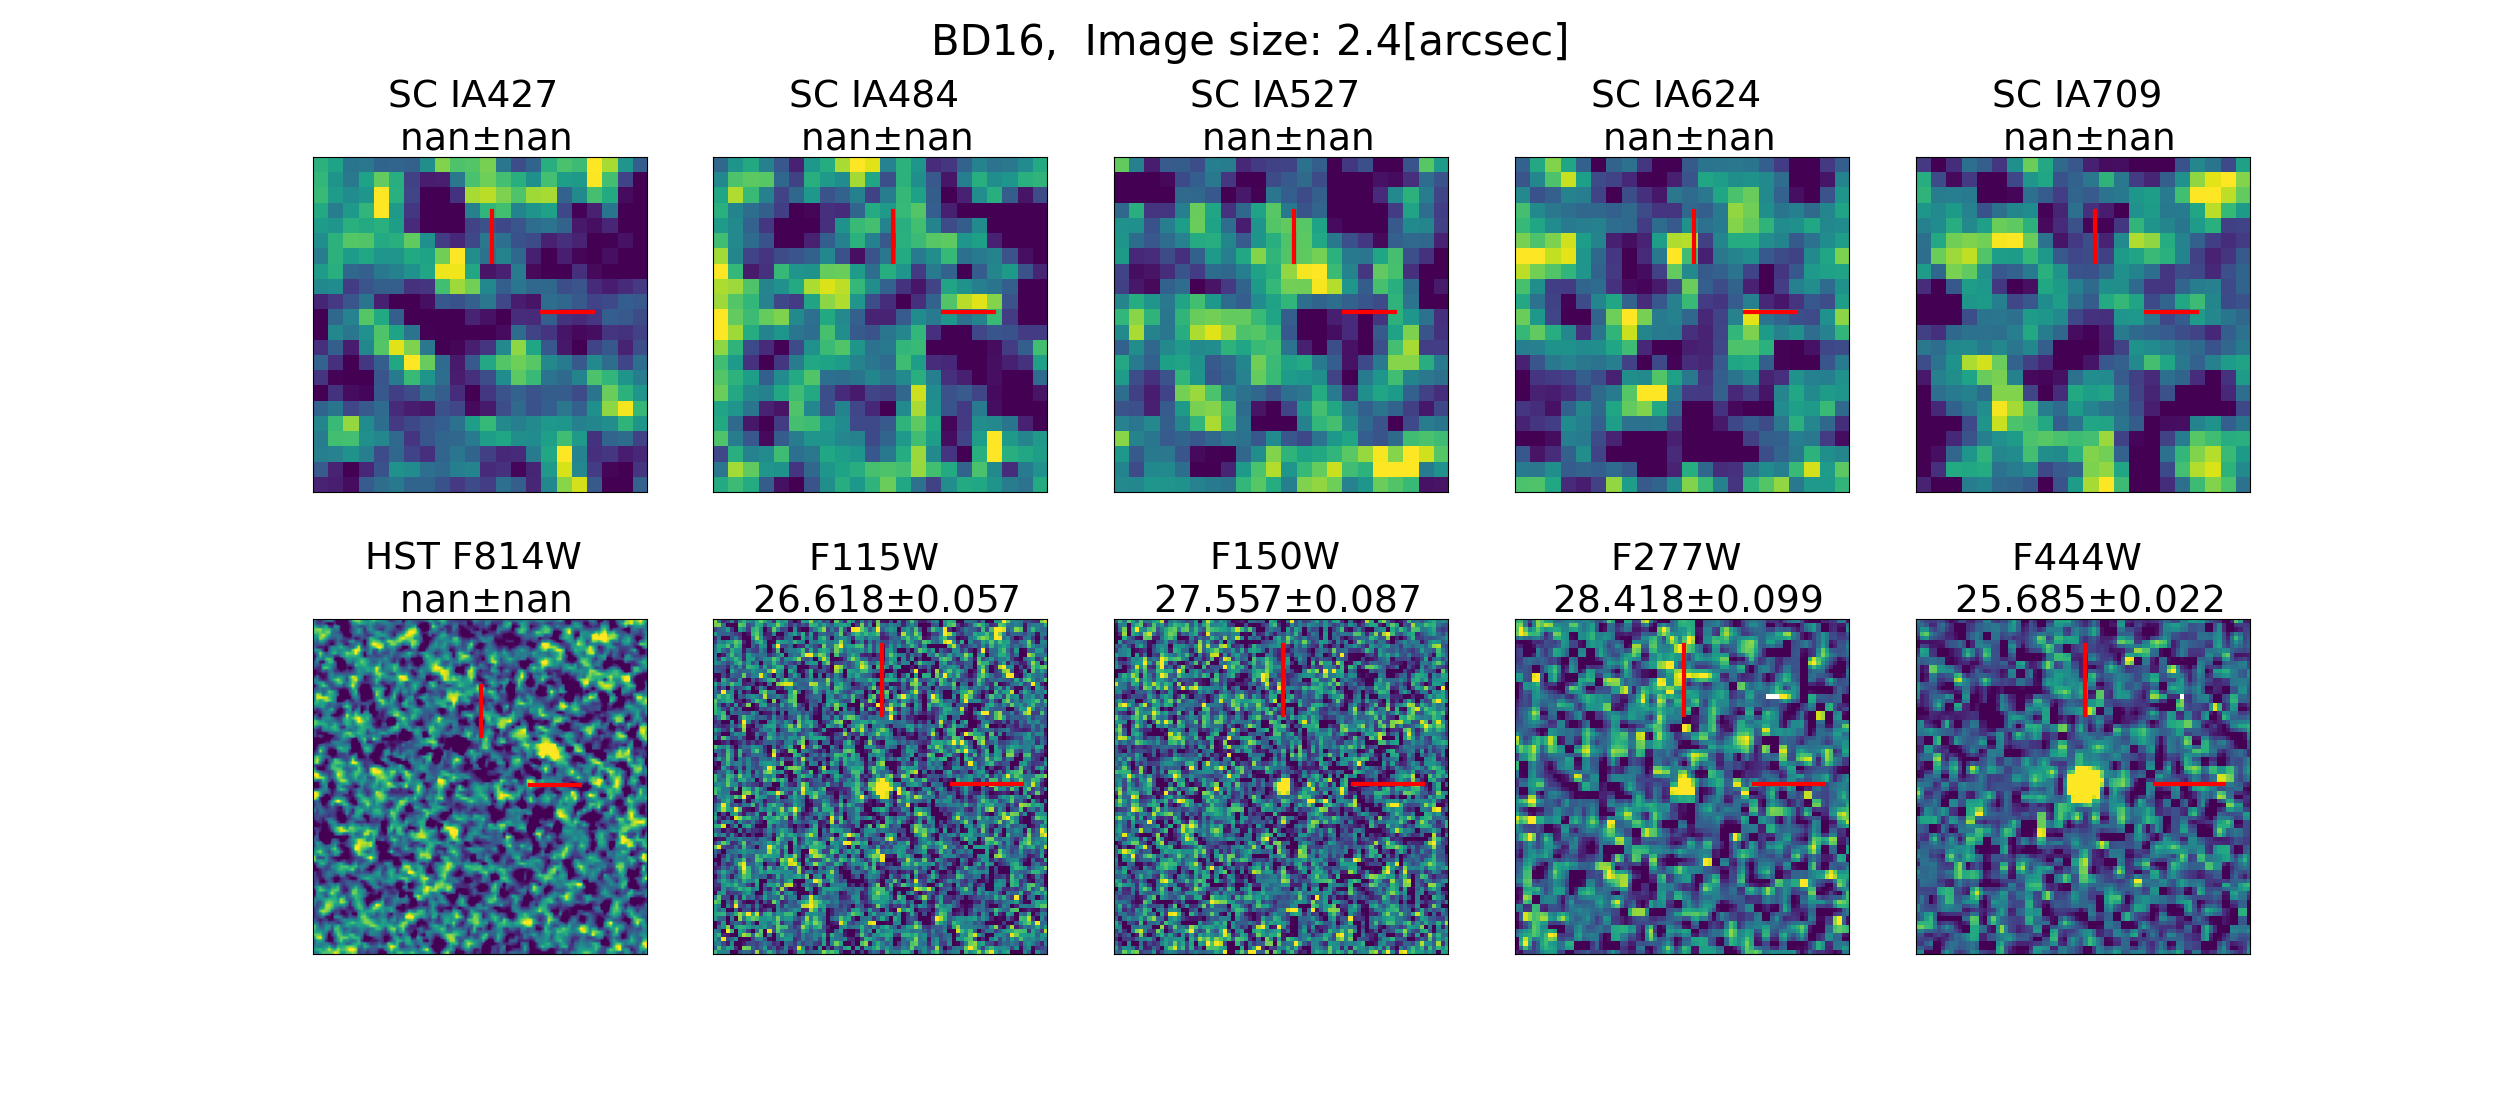 BD16,  Image size: 2.4[arcsec]
SC IA427
nan±nan
SC IA484
nan±nan
SC IA527
nan±nan
SC IA624
nan±nan
SC IA709
nan±nan
HST F814W
nan±nan
F115W
26.618±0.057
F150W
27.557±0.087
F277W
28.418±0.099
F444W
25.685±0.022